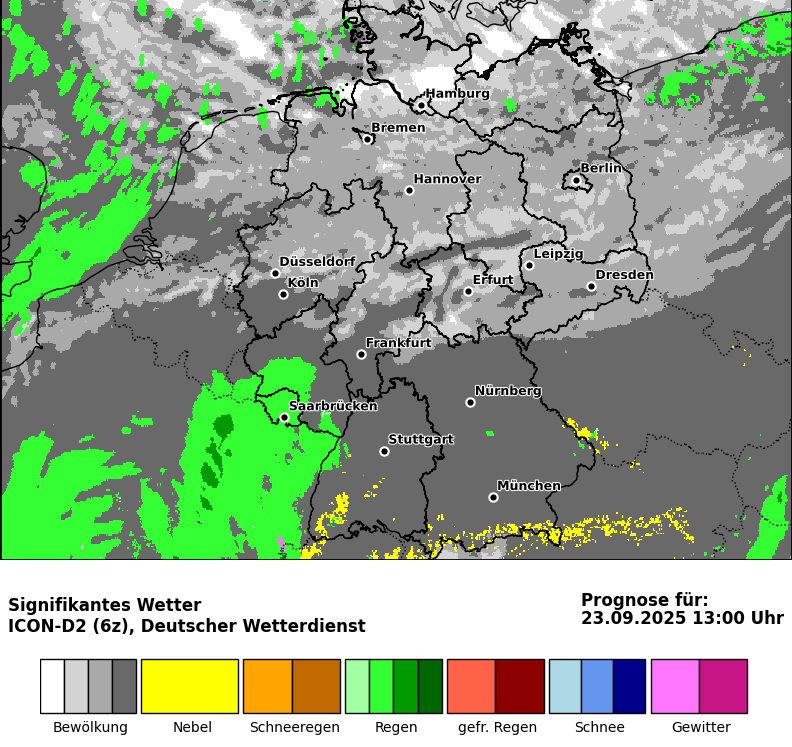 Hamburg
Bremen
Berlin
Hannover
Leipzig
Düsseldorf
Dresden
Köln
Erfurt
Frankfurt
Nürnberg
Saarbrücken
Stuttgart
München
Signifikantes Wetter
ICON-D2 (6z), Deutscher Wetterdienst
Prognose für:
23.09.2025 13:00 Uhr
Bewölkung
Nebel
Schneeregen
Regen
gefr. Regen
Schnee
Gewitter